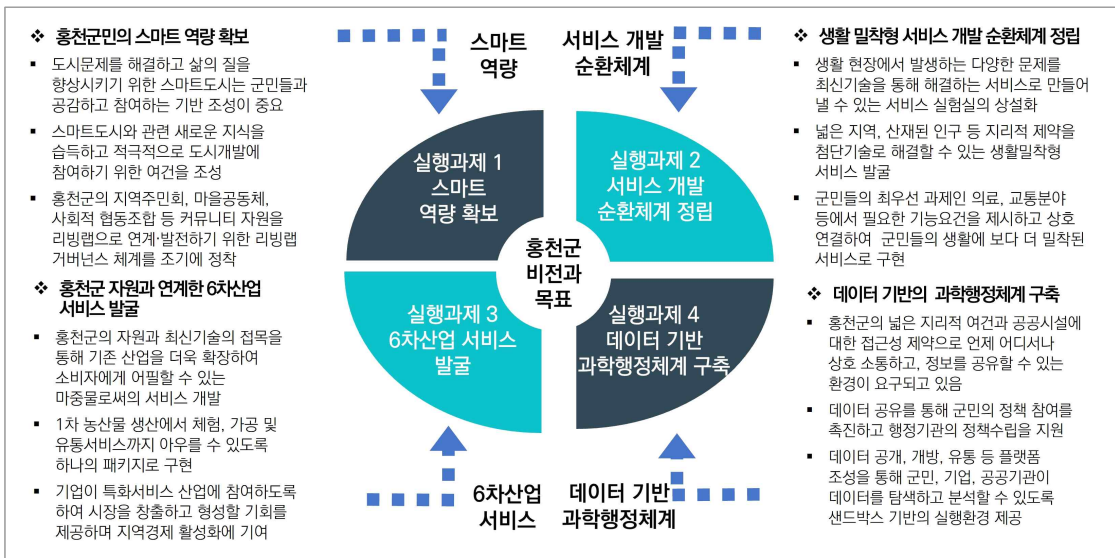 ❖ 홍천군민의 스마트 역량 확보
▪ 도시문제를 해결하고 삶의 질을
향상시키기 위한 스마트도시는 군민들과
공감하고 참여하는 기반 조성이 중요
▪ 스마트도시와 관련 새로운 지식을
습득하고 적극적으로 도시개발에
참여하기 위한 여건을 조성
▪ 홍천군의 지역주민회, 마을공동체,
사회적 협동조합 등 커뮤니티 자원을
리빙랩으로 연계·발전하기 위한 리빙랩
거버넌스 체계를 조기에 정착
❖ 홍천군 자원과 연계한 6차산업
서비스 발굴
▪ 홍천군의 자원과 최신기술의 접목을
통해 기존 산업을 더욱 확장하여
소비자에게 어필할 수 있는
마중물로써의 서비스 개발
▪ 1차 농산물 생산에서 체험, 가공 및
유통서비스까지 아우를 수 있도록
하나의 패키지로 구현
▪ 기업이 특화서비스 산업에 참여하도록
하여 시장을 창출하고 형성할 기회를
제공하며 지역경제 활성화에 기여
스마트
역량
서비스 개발
순환체계
실행과제 1
스마트
역량 확보
실행과제 2
서비스 개발
순환체계 정립
홍천군
비전과
목표
실행과제 3
6차산업 서비스
발굴
실행과제 4
데이터 기반
과학행정체계 구축
6차산업
서비스
데이터 기반
과학행정체계
❖ 생활 밀착형 서비스 개발 순환체계 정립
▪ 생활 현장에서 발생하는 다양한 문제를
최신기술을 통해 해결하는 서비스로 만들어
낼 수 있는 서비스 실험실의 상설화
▪ 넓은 지역, 산재된 인구 등 지리적 제약을
첨단기술로 해결할 수 있는 생활밀착형
서비스 발굴
▪ 군민들의 최우선 과제인 의료, 교통분야
등에서 필요한 기능요건을 제시하고 상호
연결하여 군민들의 생활에 보다 더 밀착된
서비스로 구현
❖ 데이터 기반의 과학행정체계 구축
▪ 홍천군의 넓은 지리적 여건과 공공시설에
대한 접근성 제약으로 언제 어디서나
상호 소통하고, 정보를 공유할 수 있는
환경이 요구되고 있음
▪ 데이터 공유를 통해 군민의 정책 참여를
촉진하고 행정기관의 정책수립을 지원
▪ 데이터 공개, 개방, 유통 등 플랫폼
조성을 통해 군민, 기업, 공공기관이
데이터를 탐색하고 분석할 수 있도록
샌드박스 기반의 실행환경 제공